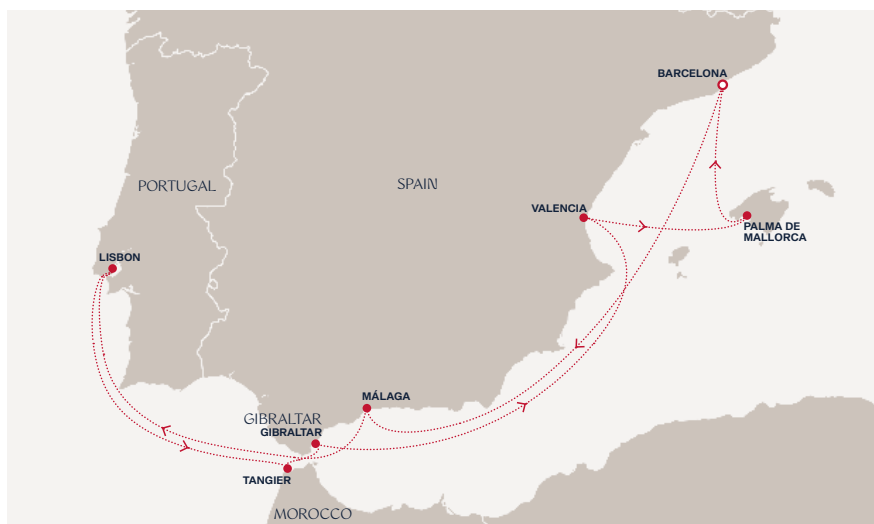 BARCELONA
PORTUGAL
SPAIN
VALENCIA
PALMA DE
MALLORCA
LISBON
MÁLAGA
GIBRALTAR
GIBRALTAR
TANGIER
MOROCCO